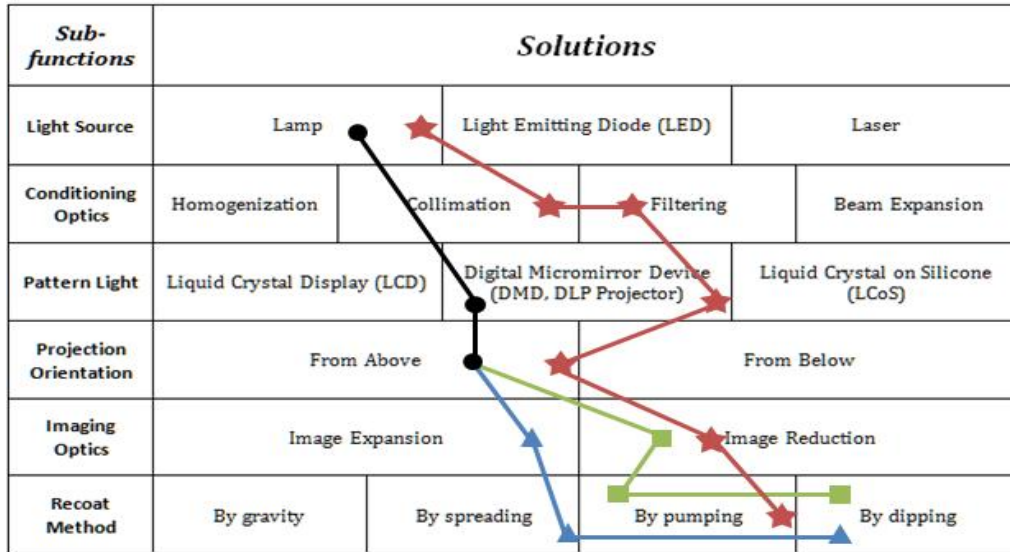 Sub-
functions
Solutions
Light Source
Lamp
Light Emitting Diode (LED)
Laser
Conditioning
Optics
Homogenization
Collimation
Filtering
Beam Expansion
Pattern Light
Liquid Crystal Display (LCD)
Digital Micromirror Device
(DMD, DLP Projector)
Liquid Crystal on Silicone
(LCoS)
Projection
Orientation
From Above
From Below
Imaging
Optics
Image Expansion
Image Reduction
Recoat
Method
By gravity
By spreading
By pumping
By dipping